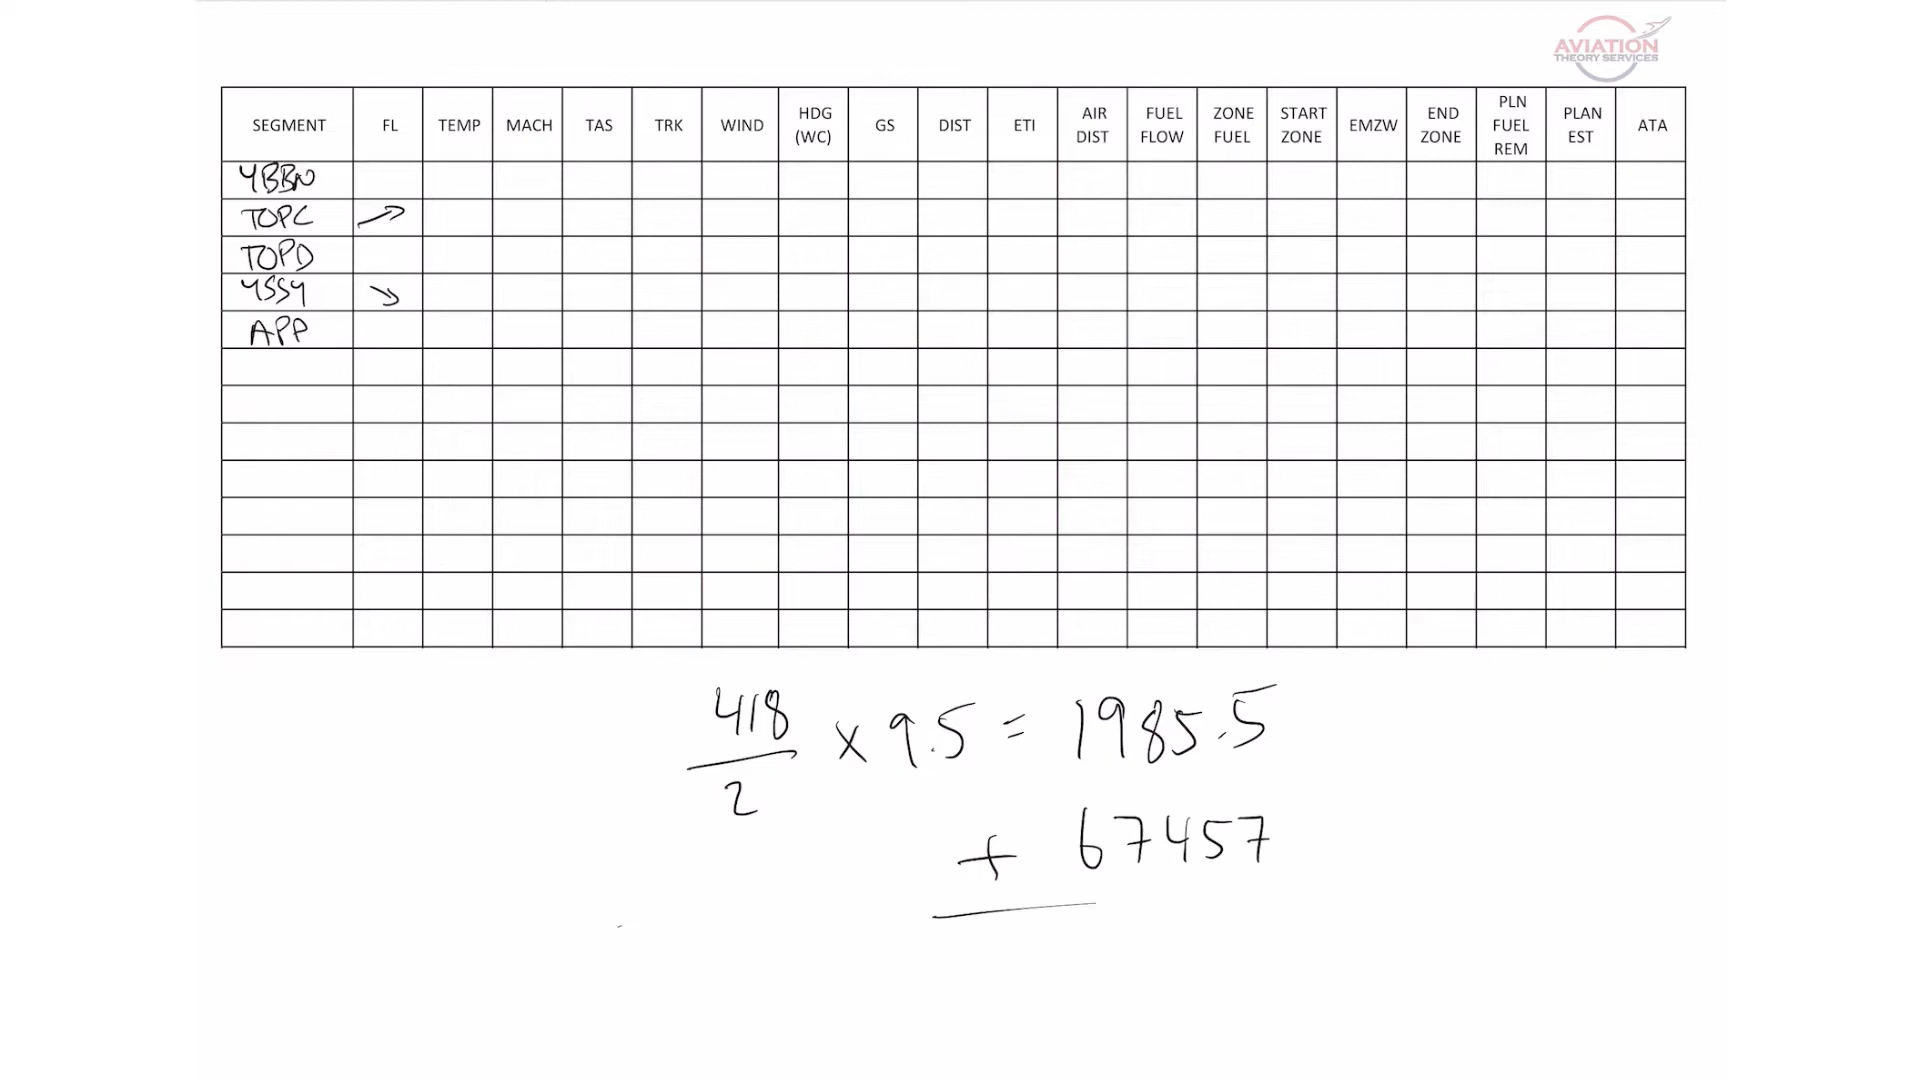 AVIATION
THEORY SERVICES
SEGMENT FL TEMP MACH TAS TRK WIND HDG (WC) GS DIST ETI AIR DIST FUEL FLOW ZONE FUEL START ZONE EMZW END ZONE PLN FUEL REM PLAN EST ATA
YBBN
TOPC
TOPD
YSSY
APP
418
2
× 9.5 = 1985.5
+ 67457